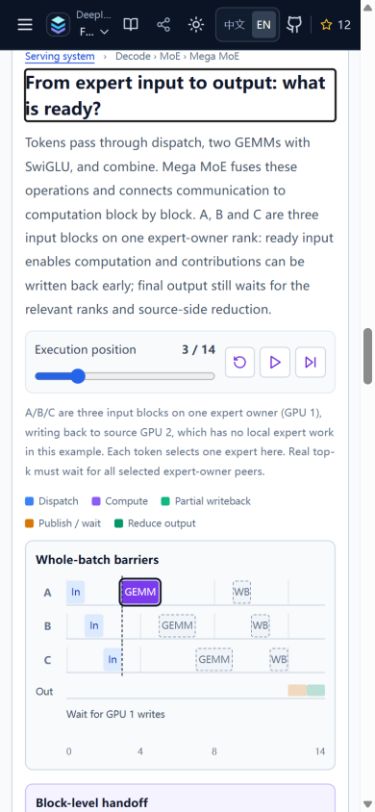 Deepl...
F...
中文
EN
12
Serving system › Decode › MoE › Mega MoE
From expert input to output: what
is ready?
Tokens pass through dispatch, two GEMMs with
SwiGLU, and combine. Mega MoE fuses these
operations and connects communication to
computation block by block. A, B and C are three
input blocks on one expert-owner rank: ready input
enables computation and contributions can be
written back early; final output still waits for the
relevant ranks and source-side reduction.
Execution position 3 / 14
A/B/C are three input blocks on one expert owner (GPU 1),
writing back to source GPU 2, which has no local expert work
in this example. Each token selects one expert here. Real top-
k must wait for all selected expert-owner peers.
Dispatch Compute Partial writeback
Publish / wait Reduce output
Whole-batch barriers
A In GEMM WB
B In GEMM WB
C In GEMM WB
Out
Wait for GPU 1 writes
0 4 8 14
Block-level handoff